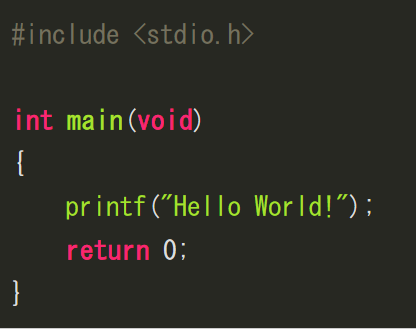 #include <stdio.h>
int main(void)
{
printf("Hello World!");
return 0;
}